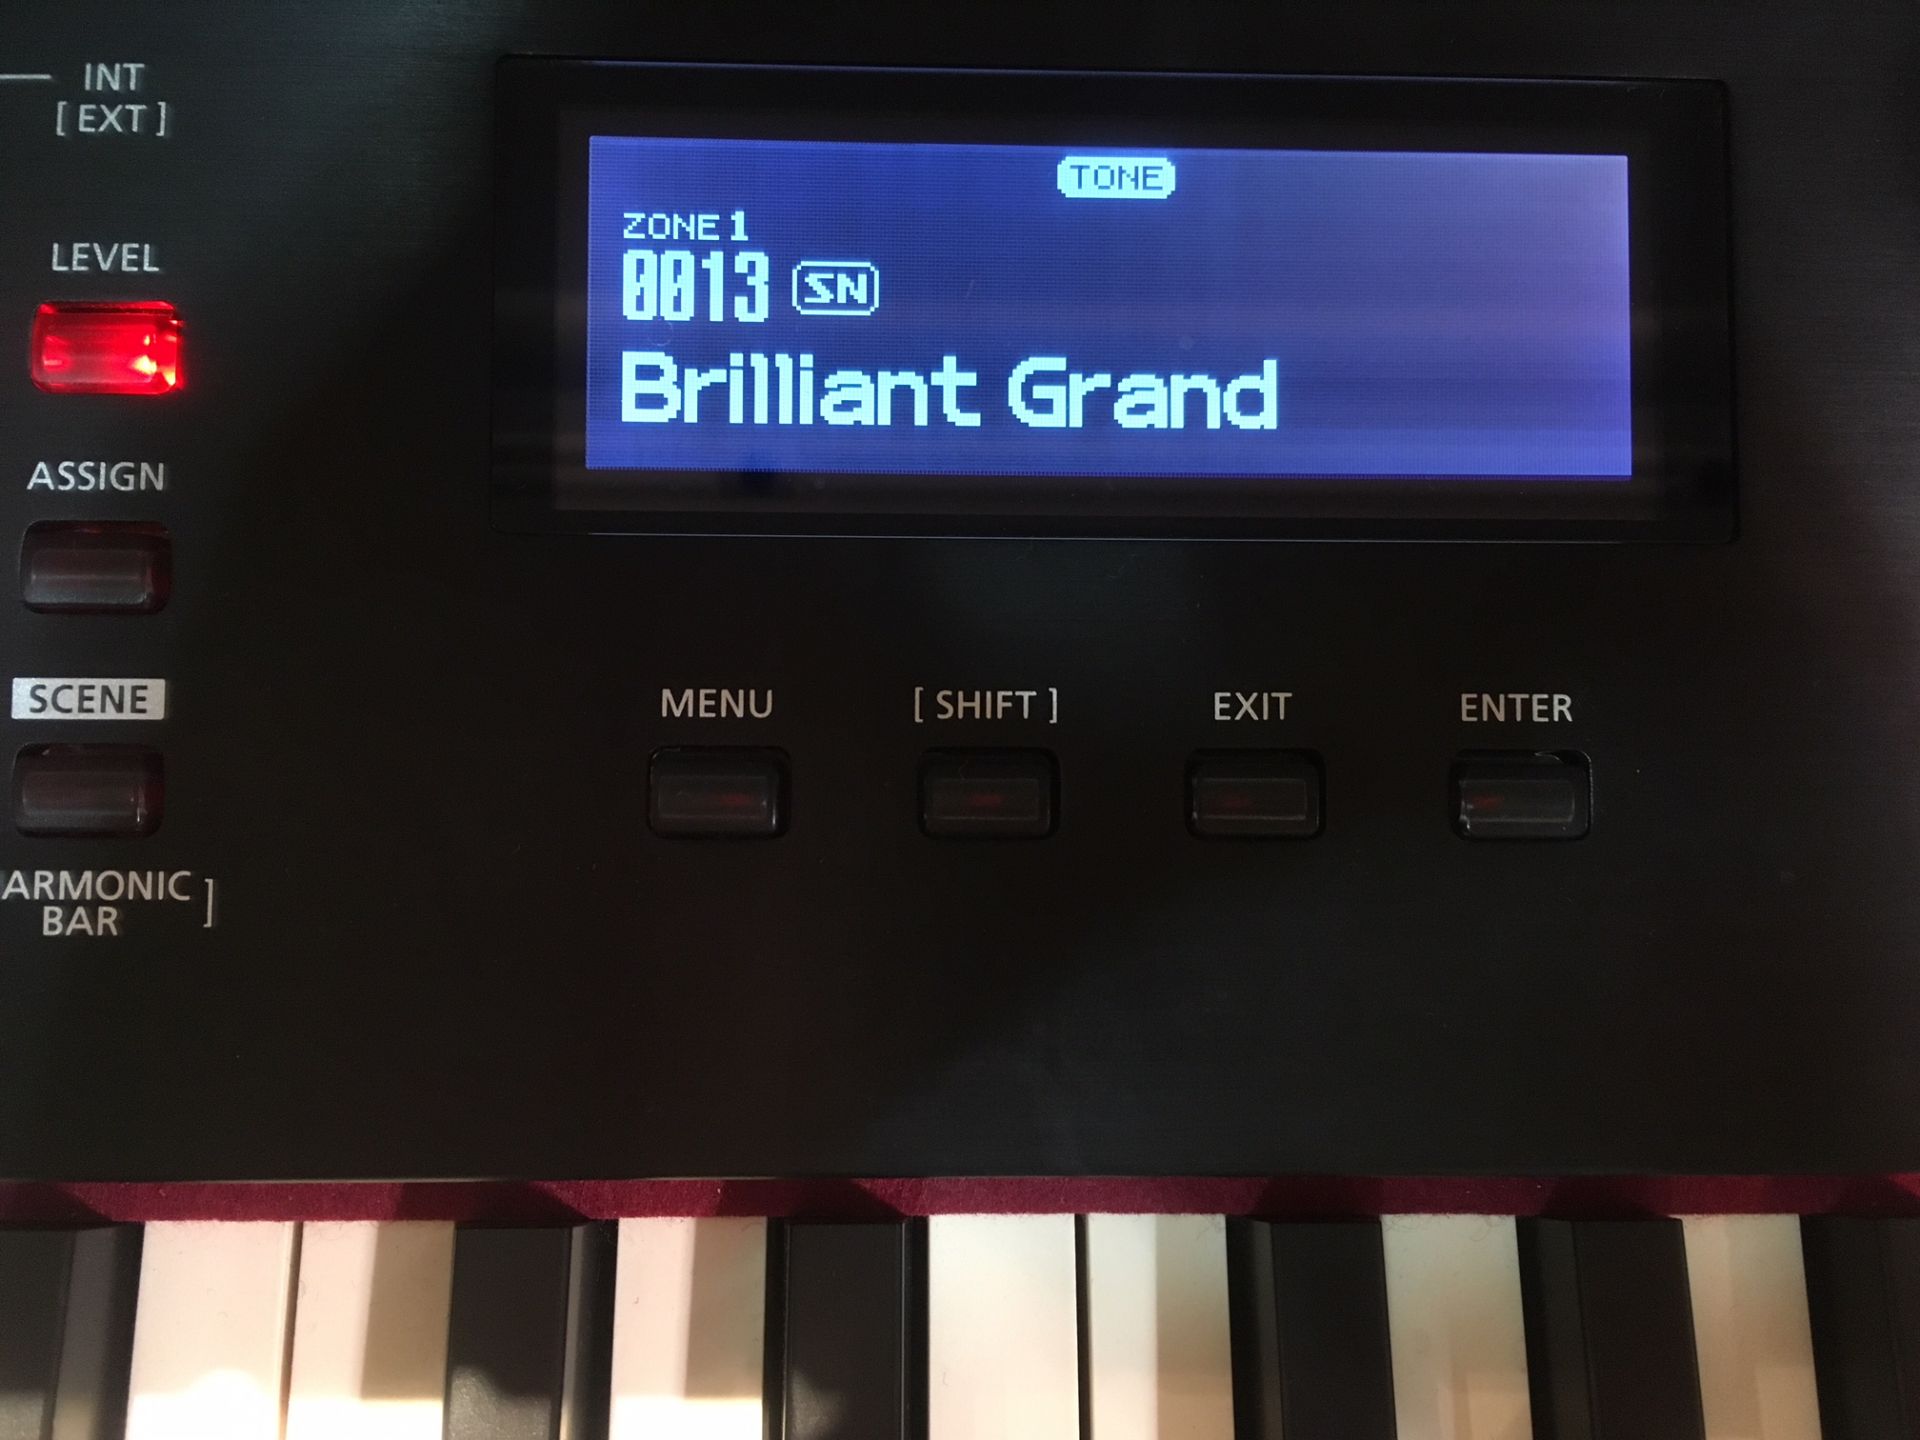 INT
[ EXT ]
LEVEL
ASSIGN
SCENE
ARMONIC ]
BAR
TONE
ZONE 1
0013 SN
Brilliant Grand
MENU
[ SHIFT ]
EXIT
ENTER